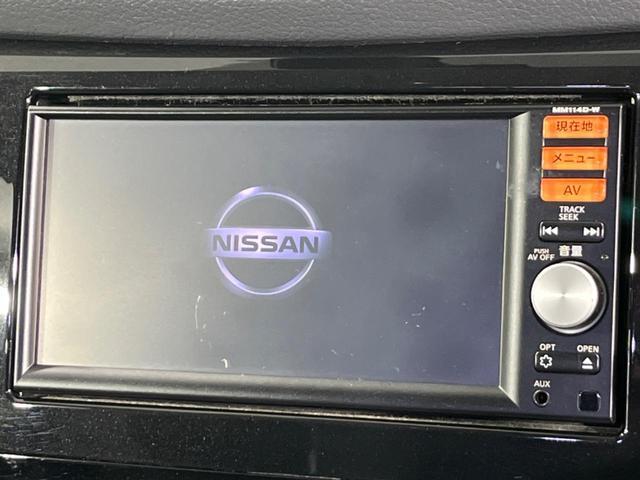 MM114D-W
現在地
メニュー
AV
TRACK
SEEK
音量
PUSH
AV OFF
NISSAN
OPT
OPEN
AUX